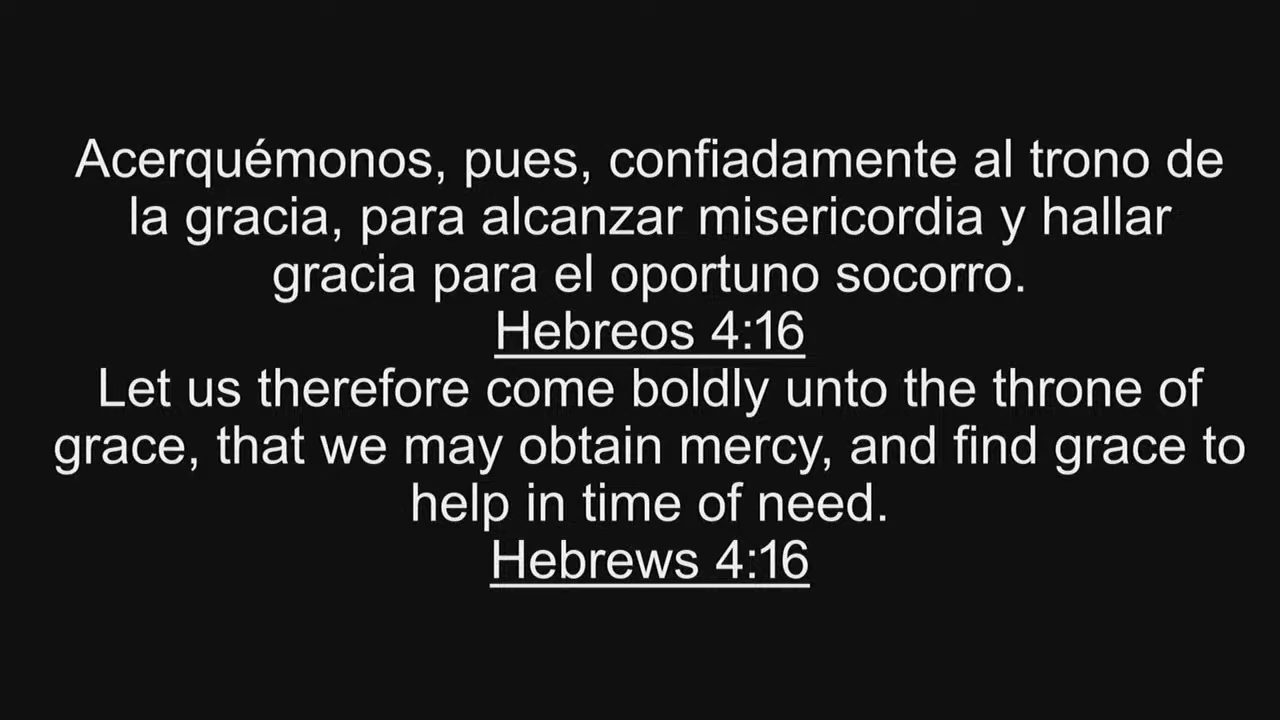 Acerquémonos, pues, confiadamente al trono de
la gracia, para alcanzar misericordia y hallar
gracia para el oportuno socorro.
Hebreos 4:16
Let us therefore come boldly unto the throne of
grace, that we may obtain mercy, and find grace to
help in time of need.
Hebrews 4:16